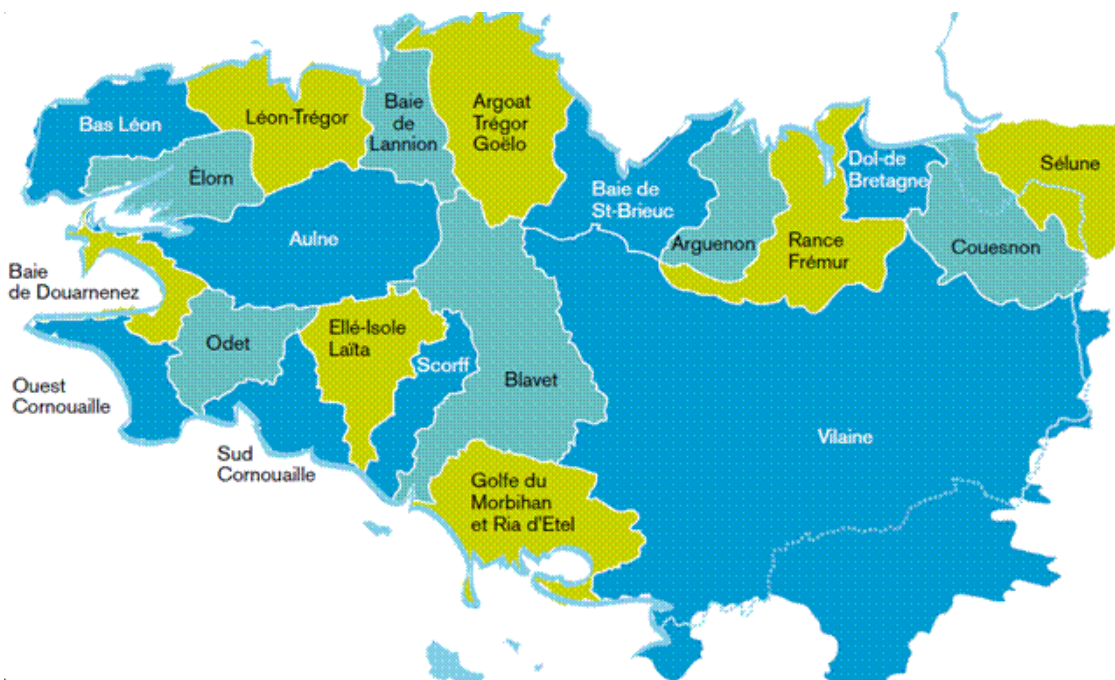 Bas Léon
Léon-Trégor
Baie
de
Lannion
Argoat
Trégor
Goëlo
Élorn
Aulne
Baie de
St-Brieuc
Arguenon
Rance
Frémur
Dol-de
Bretagne
Sélune
Couesnon
Baie
de Douarnenez
Odet
Ellé-Isole
Laïta
Scorff
Blavet
Ouest
Cornouaille
Sud
Cornouaille
Vilaine
Golfe du
Morbihan
et Ria d'Etel